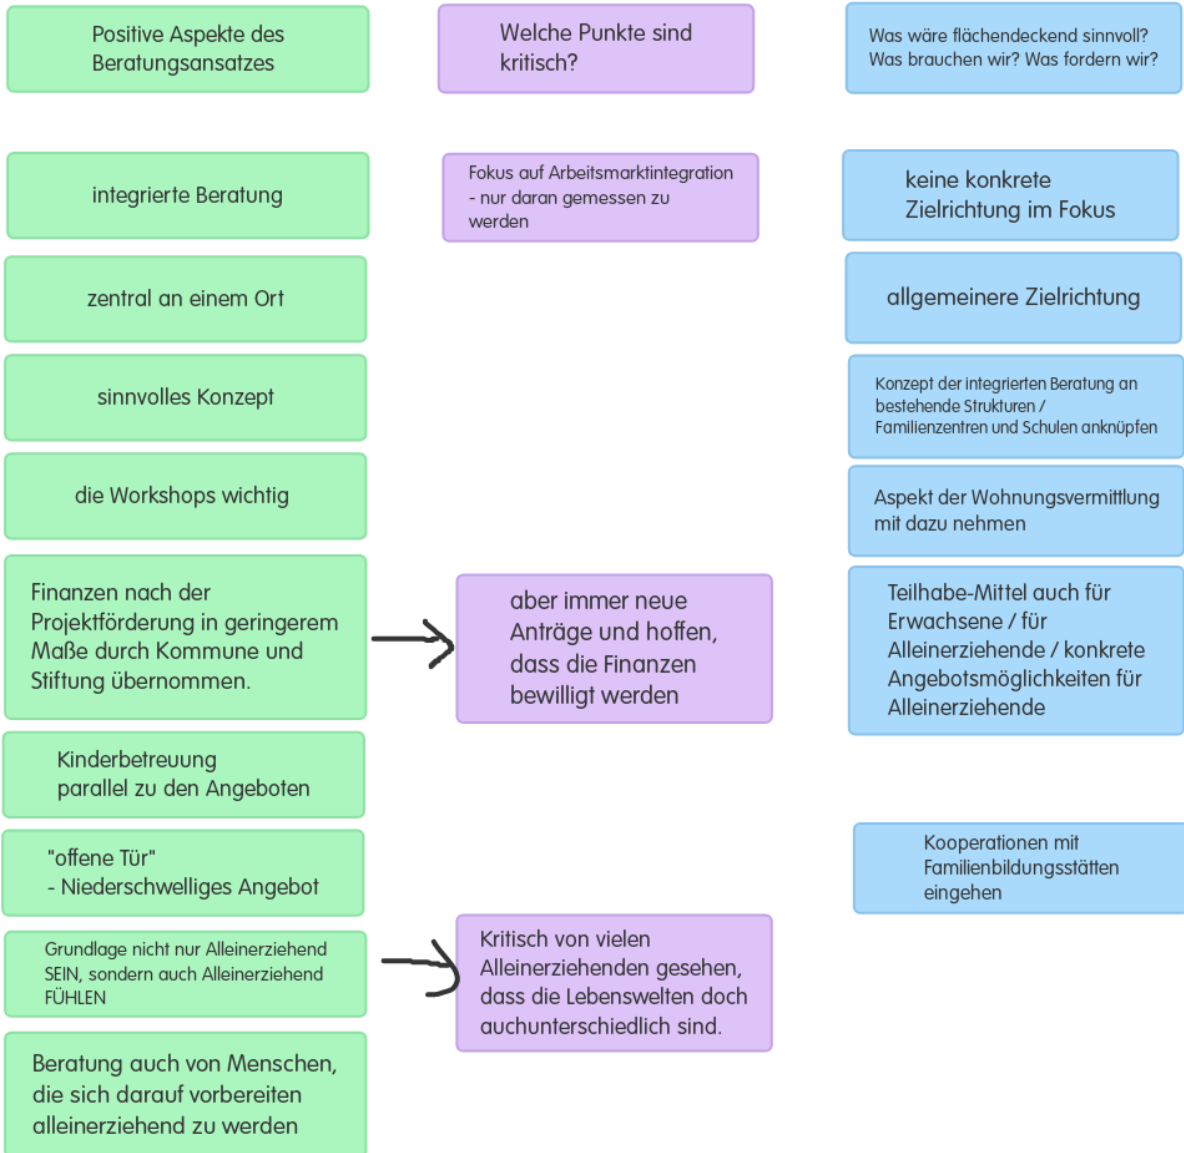 Positive Aspekte des
Beratungsansatzes
integrierte Beratung
zentral an einem Ort
sinnvolles Konzept
die Workshops wichtig
Finanzen nach der
Projektförderung in geringerem
Maße durch Kommune und
Stiftung übernommen.
Kinderbetreuung
parallel zu den Angeboten
"offene Tür"
- Niederschwelliges Angebot
Grundlage nicht nur Alleinerziehend
SEIN, sondern auch Alleinerziehend
FÜHLEN
Beratung auch von Menschen,
die sich darauf vorbereiten
alleinerziehend zu werden
Welche Punkte sind
kritisch?
Fokus auf Arbeitsmarktintegration
- nur daran gemessen zu
werden
aber immer neue
Anträge und hoffen,
dass die Finanzen
bewilligt werden
Kritisch von vielen
Alleinerziehenden gesehen,
dass die Lebenswelten doch
auchunterschiedlich sind.
Was wäre flächendeckend sinnvoll?
Was brauchen wir? Was fordern wir?
keine konkrete
Zielrichtung im Fokus
allgemeinere Zielrichtung
Konzept der integrierten Beratung an
bestehende Strukturen /
Familienzentren und Schulen anknüpfen
Aspekt der Wohnungsvermittlung
mit dazu nehmen
Teilhabe-Mittel auch für
Erwachsene / für
Alleinerziehende / konkrete
Angebotsmöglichkeiten für
Alleinerziehende
Kooperationen mit
Familienbildungsstätten
eingehen